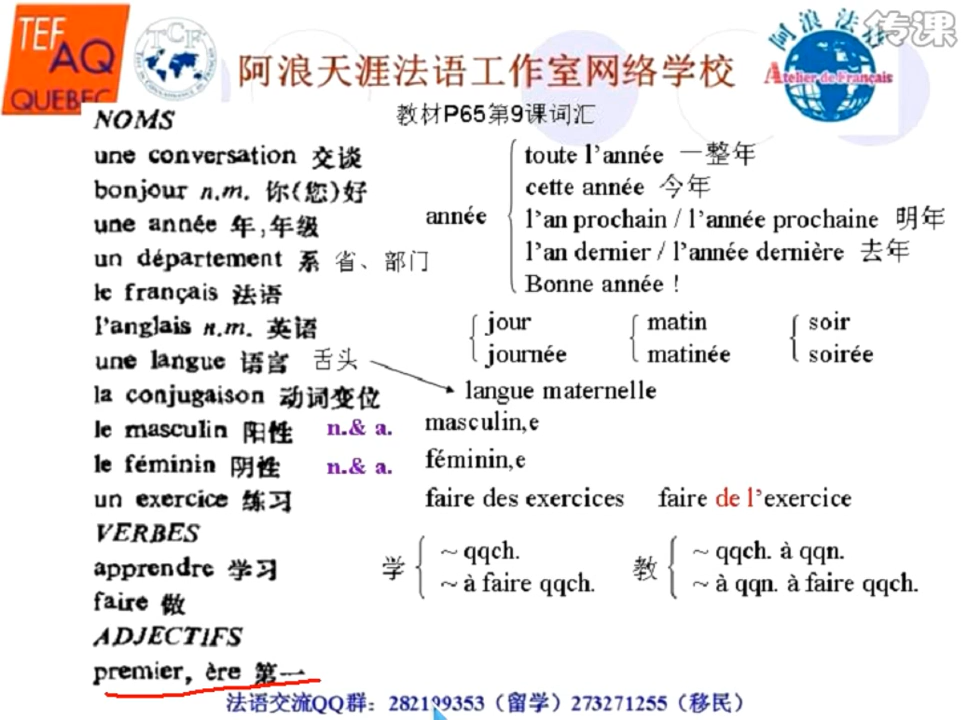 TEF
AQ
QUEBEC
TCF
阿浪天涯法语工作室网络学校
阿浪法语
Atelier de Français
传课
教材P65第9课词汇
NOMS
une conversation 交谈
bonjour n.m. 你(您)好
une année 年,年级
un département 系 省、部门
le français 法语
l'anglais n.m. 英语
une langue 语言 舌头
la conjugaison 动词变位
le masculin 阳性 n.& a. masculin,e
le féminin 阴性 n.& a. féminin,e
un exercice 练习 faire des exercices faire de l'exercice
année
toute l'année 一整年
cette année 今年
l'an prochain / l'année prochaine 明年
l'an dernier / l'année dernière 去年
Bonne année !
jour matin soir
journée matinée soirée
langue maternelle
VERBES
apprendre 学习
faire 做
学
~ qqch.
~ à faire qqch.
教
~ qqch. à qqn.
~ à qqn. à faire qqch.
ADJECTIFS
premier, ère 第一
法语交流QQ群：282199353（留学）273271255（移民）